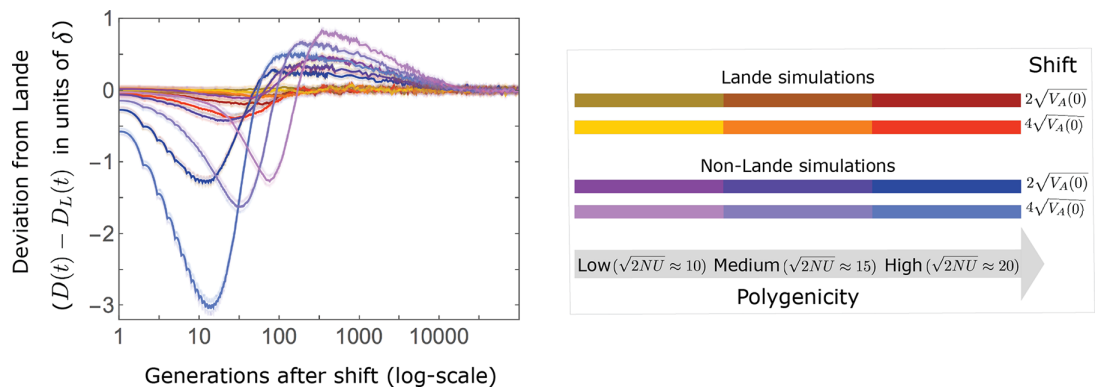 Deviation from Lande
(D(t) − D_L(t) in units of δ)
1
0
−1
−2
−3
1 10 100 1000 10000
Generations after shift (log-scale)
Shift
Lande simulations
2√V_A(0)
4√V_A(0)
Non-Lande simulations
2√V_A(0)
4√V_A(0)
Low (√2NU ≈ 10) Medium (√2NU ≈ 15) High (√2NU ≈ 20)
Polygenicity